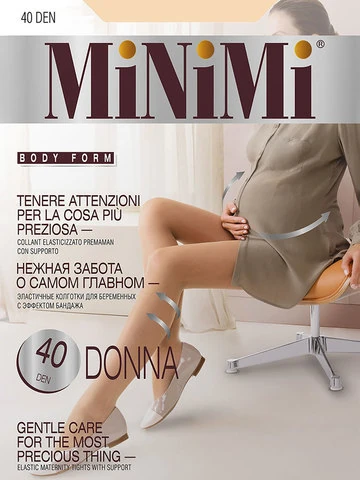 40 DEN
MiNiMi®
BODY FORM
TENERE ATTENZIONI
PER LA COSA PIÙ
PREZIOSA —
COLLANT ELASTICIZZATO PREMAMAN
CON SUPPORTO
НЕЖНАЯ ЗАБОТА
О САМОМ ГЛАВНОМ —
ЭЛАСТИЧНЫЕ КОЛГОТКИ ДЛЯ БЕРЕМЕННЫХ
С ЭФФЕКТОМ БАНДАЖА
40
DEN
DONNA
GENTLE CARE
FOR THE MOST
PRECIOUS THING —
ELASTIC MATERNITY TIGHTS WITH SUPPORT